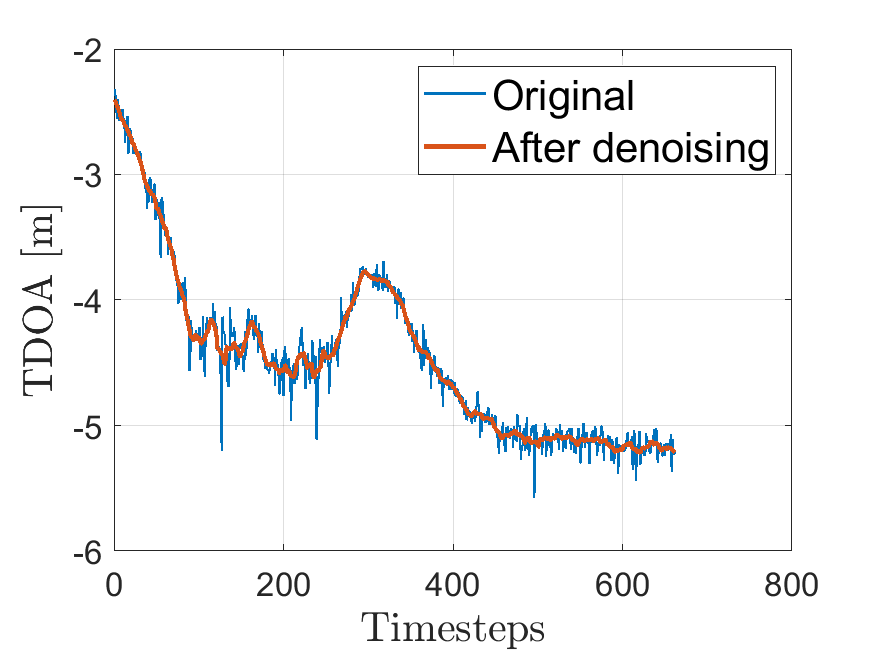 -2
-3
-4
-5
-6
TDOA [m]
Original
After denoising
0 200 400 600 800
Timesteps